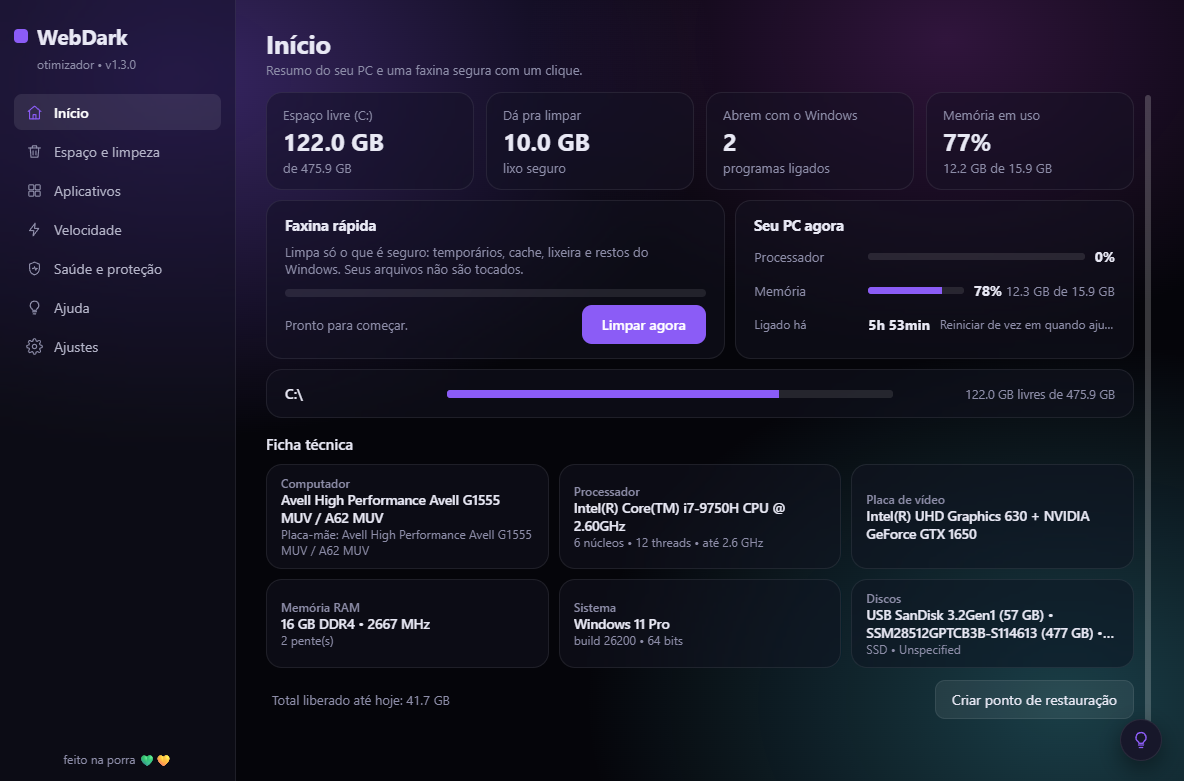 WebDark
otimizador • v1.3.0
Início
Espaço e limpeza
Aplicativos
Velocidade
Saúde e proteção
Ajuda
Ajustes
feito na porra 💚💛
Início
Resumo do seu PC e uma faxina segura com um clique.
Espaço livre (C:)
122.0 GB
de 475.9 GB
Dá pra limpar
10.0 GB
lixo seguro
Abrem com o Windows
2
programas ligados
Memória em uso
77%
12.2 GB de 15.9 GB
Faxina rápida
Limpa só o que é seguro: temporários, cache, lixeira e restos do
Windows. Seus arquivos não são tocados.
Pronto para começar.
Limpar agora
Seu PC agora
Processador
0%
Memória
78% 12.3 GB de 15.9 GB
Ligado há
5h 53min Reiniciar de vez em quando aju...
C:\
122.0 GB livres de 475.9 GB
Ficha técnica
Computador
Avell High Performance Avell G1555
MUV / A62 MUV
Placa-mãe: Avell High Performance Avell G1555
MUV / A62 MUV
Processador
Intel(R) Core(TM) i7-9750H CPU @
2.60GHz
6 núcleos • 12 threads • até 2.6 GHz
Placa de vídeo
Intel(R) UHD Graphics 630 + NVIDIA
GeForce GTX 1650
Memória RAM
16 GB DDR4 • 2667 MHz
2 pente(s)
Sistema
Windows 11 Pro
build 26200 • 64 bits
Discos
USB SanDisk 3.2Gen1 (57 GB) •
SSM28512GPTCB3B-S114613 (477 GB) •...
SSD • Unspecified
Total liberado até hoje: 41.7 GB
Criar ponto de restauração